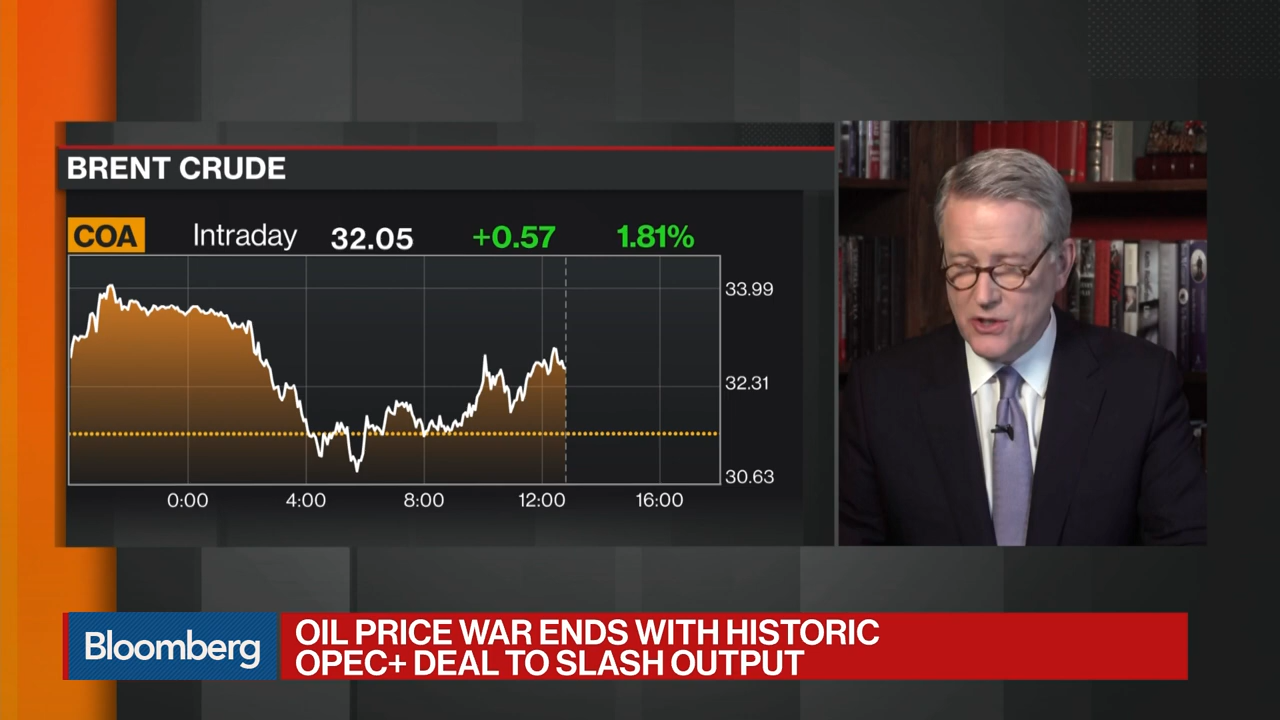 BRENT CRUDE
COA Intraday 32.05 +0.57 1.81%
33.99
32.31
30.63
0:00 4:00 8:00 12:00 16:00
Bloomberg
OIL PRICE WAR ENDS WITH HISTORIC
OPEC+ DEAL TO SLASH OUTPUT